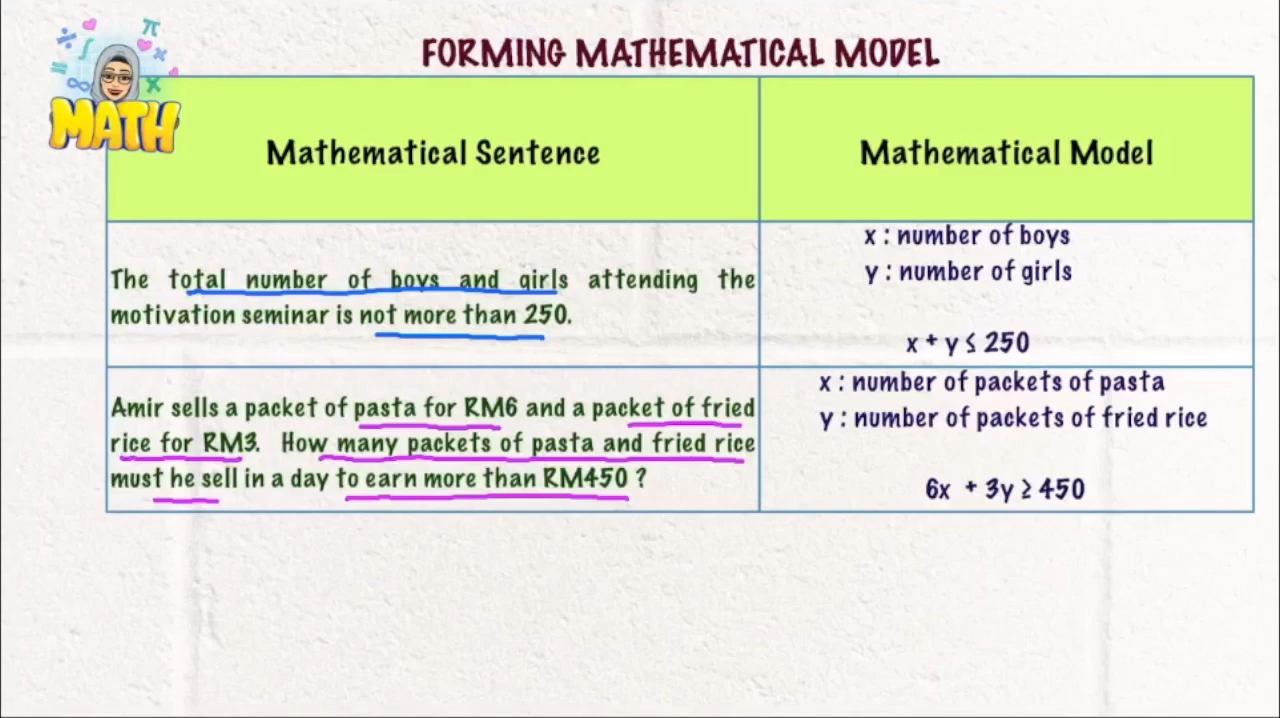 FORMING MATHEMATICAL MODEL
MATH
Mathematical Sentence
Mathematical Model
The total number of boys and girls attending the
motivation seminar is not more than 250.
x : number of boys
y : number of girls
x + y ≤ 250
Amir sells a packet of pasta for RM6 and a packet of fried
rice for RM3. How many packets of pasta and fried rice
must he sell in a day to earn more than RM450 ?
x : number of packets of pasta
y : number of packets of fried rice
6x + 3y ≥ 450